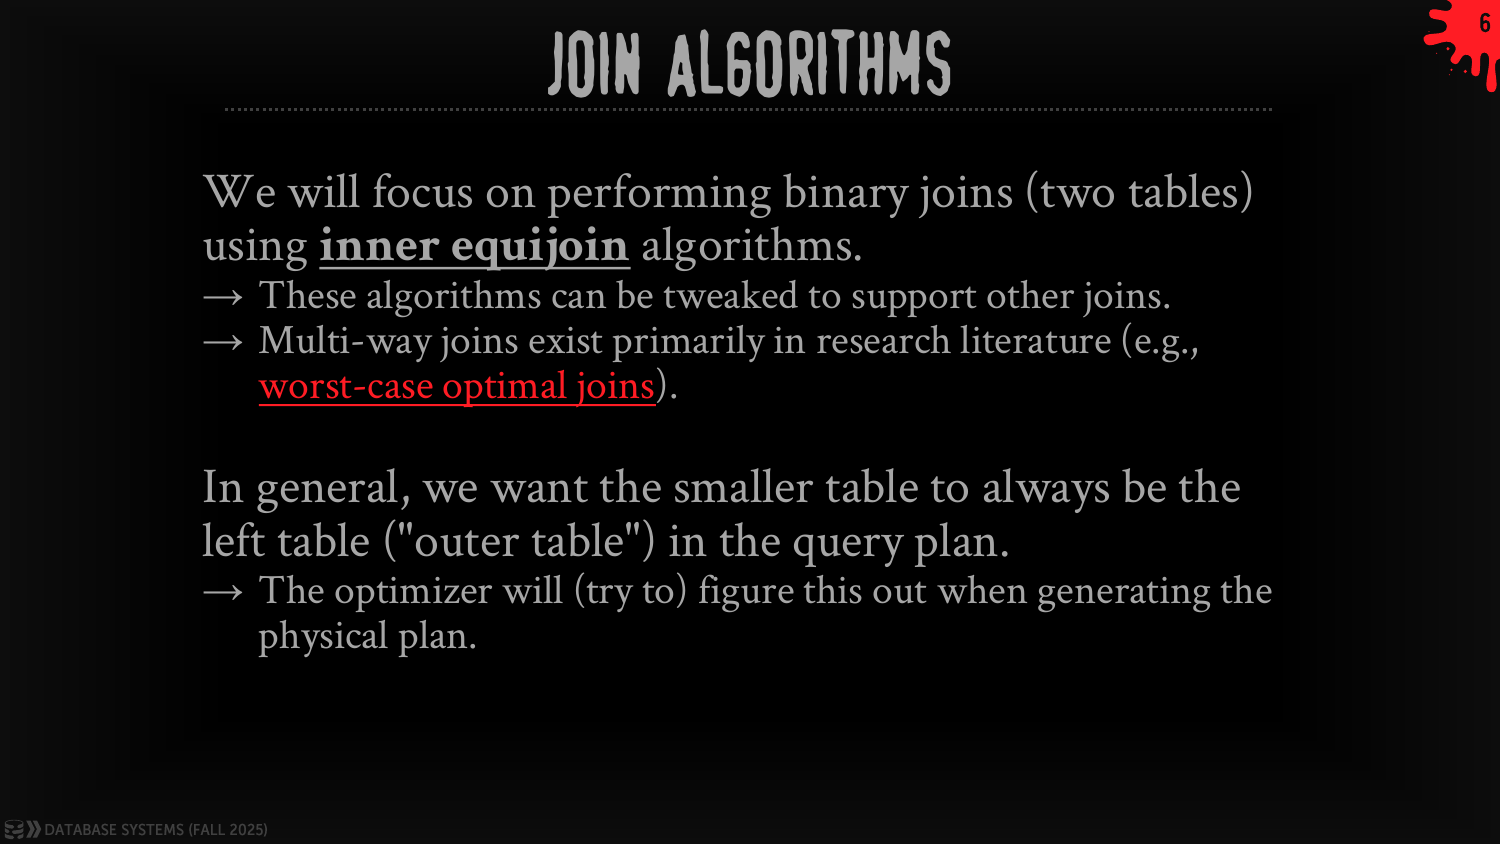 6
JOIN ALGORITHMS
We will focus on performing binary joins (two tables)
using inner equijoin algorithms.
→ These algorithms can be tweaked to support other joins.
→ Multi-way joins exist primarily in research literature (e.g.,
worst-case optimal joins).
In general, we want the smaller table to always be the
left table ("outer table") in the query plan.
→ The optimizer will (try to) figure this out when generating the
physical plan.
DATABASE SYSTEMS (FALL 2025)